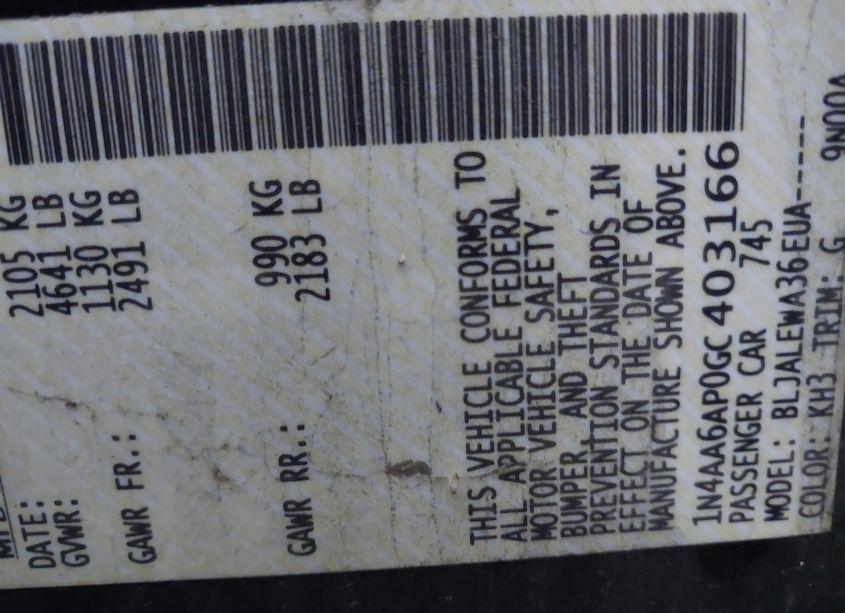 DATE:
GVWR: 2105 KG
4641 LB
GAWR FR.: 1130 KG
2491 LB
GAWR RR.: 990 KG
2183 LB
THIS VEHICLE CONFORMS TO
ALL APPLICABLE FEDERAL
MOTOR VEHICLE SAFETY,
BUMPER, AND THEFT
PREVENTION STANDARDS IN
EFFECT ON THE DATE OF
MANUFACTURE SHOWN ABOVE.
1N4AA6AP0GC403166
PASSENGER CAR 745
MODEL: BLJALEWA36EUA-----
COLOR: KH3 TRIM: G 9N00A